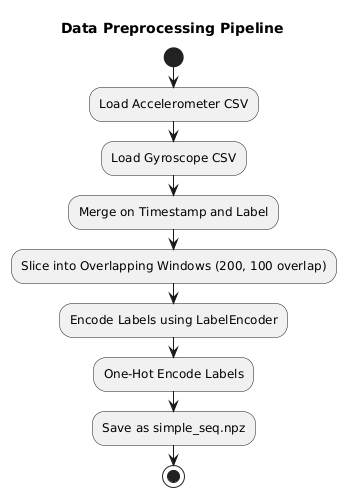 Data Preprocessing Pipeline
Load Accelerometer CSV
Load Gyroscope CSV
Merge on Timestamp and Label
Slice into Overlapping Windows (200, 100 overlap)
Encode Labels using LabelEncoder
One-Hot Encode Labels
Save as simple_seq.npz